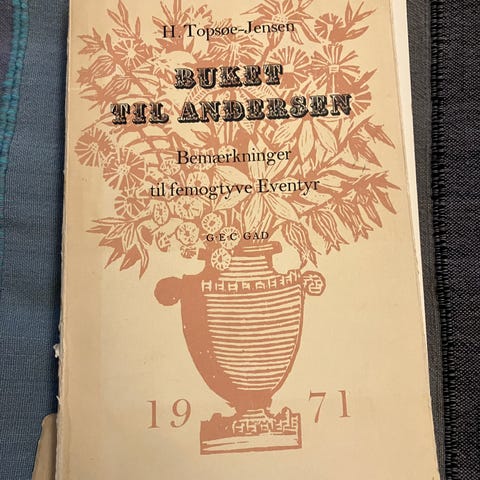 H. Topsøe-Jensen
BUKET
TIL ANDERSEN
Bemærkninger
til femogtyve Eventyr
G·E·C GAD
19 71